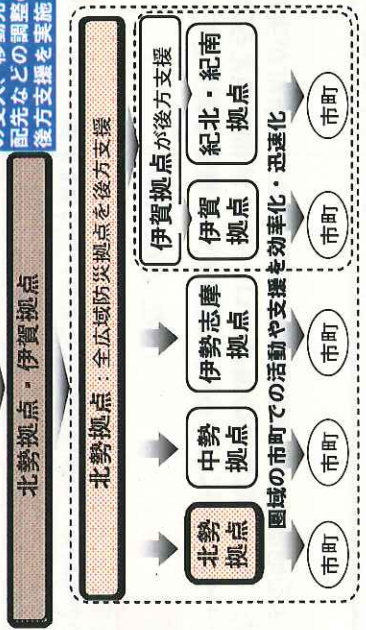 配先などの調整
後方支援を実施
北勢拠点・伊賀拠点
北勢拠点：全広域防災拠点を後方支援
伊賀拠点が後方支援
北勢
拠点
中勢
拠点
伊勢志摩
拠点
伊賀
拠点
紀北・紀南
拠点
圏域の市町での活動や支援を効率化・迅速化
市町
市町
市町
市町
市町